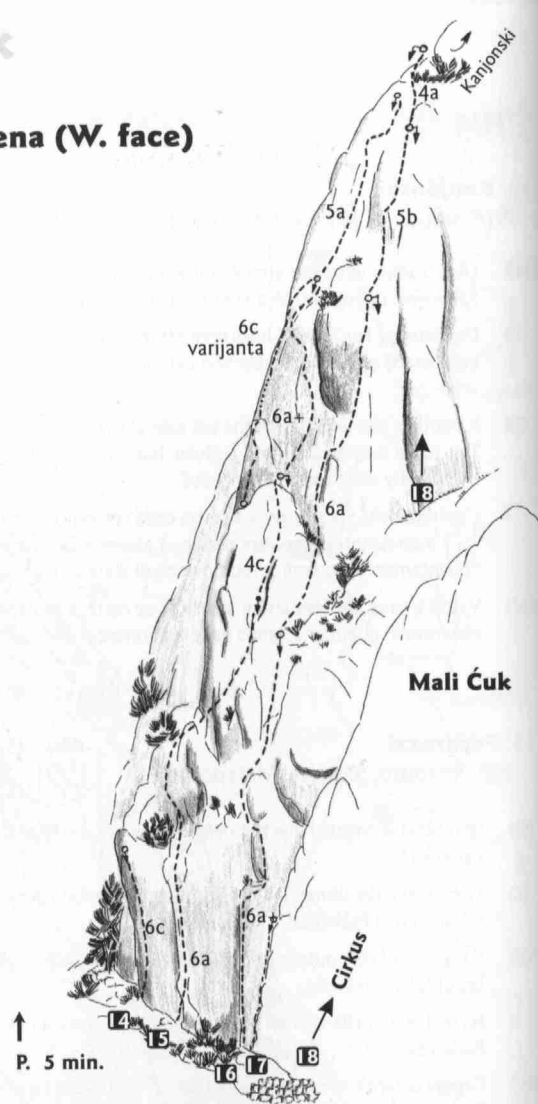 Kanjonski
4a
ena (W. face)
5a
5b
6c
varijanta
6a+
18
6a
4c
Mali Ćuk
6a+
6c
6a
Cirkus
14
15
18
16
17
P. 5 min.